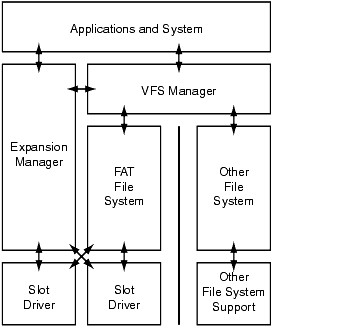 Applications and System
VFS Manager
Expansion
Manager
FAT
File
System
Other
File
System
Slot
Driver
Slot
Driver
Other
File System
Support